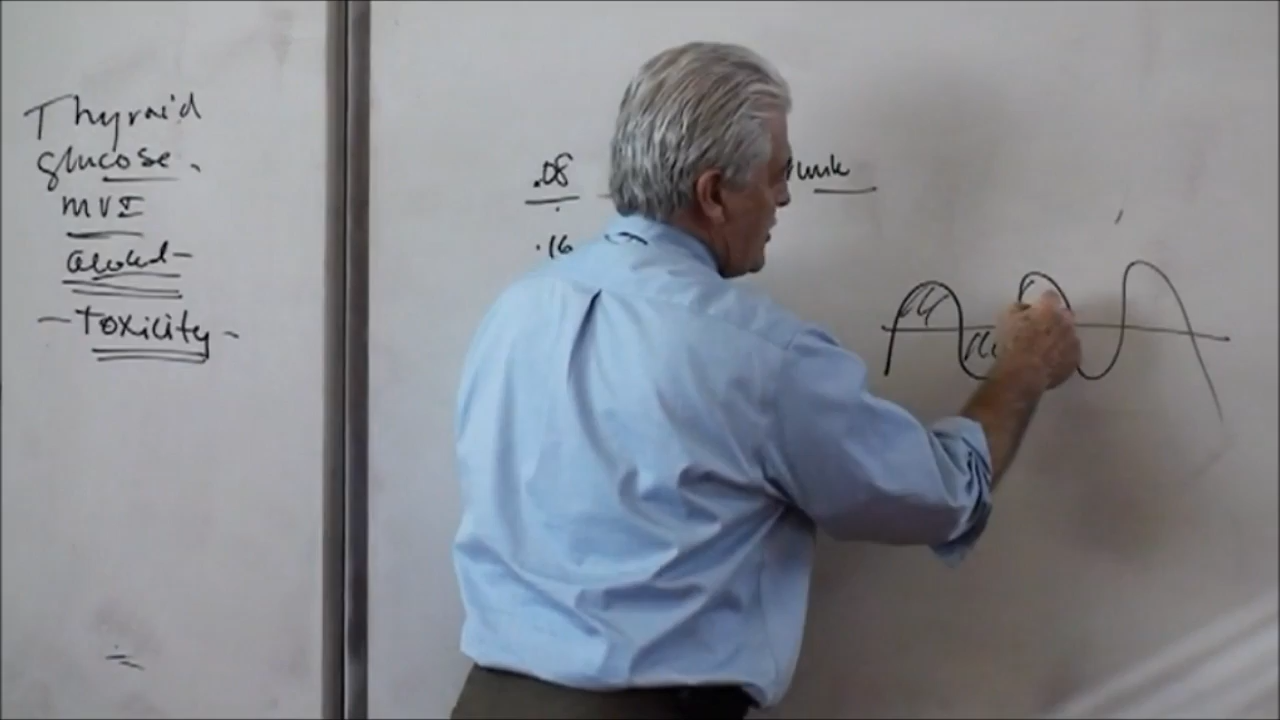 Thyroid
glucose.
MVI
alcohol-
-Toxicity-
.08
.16